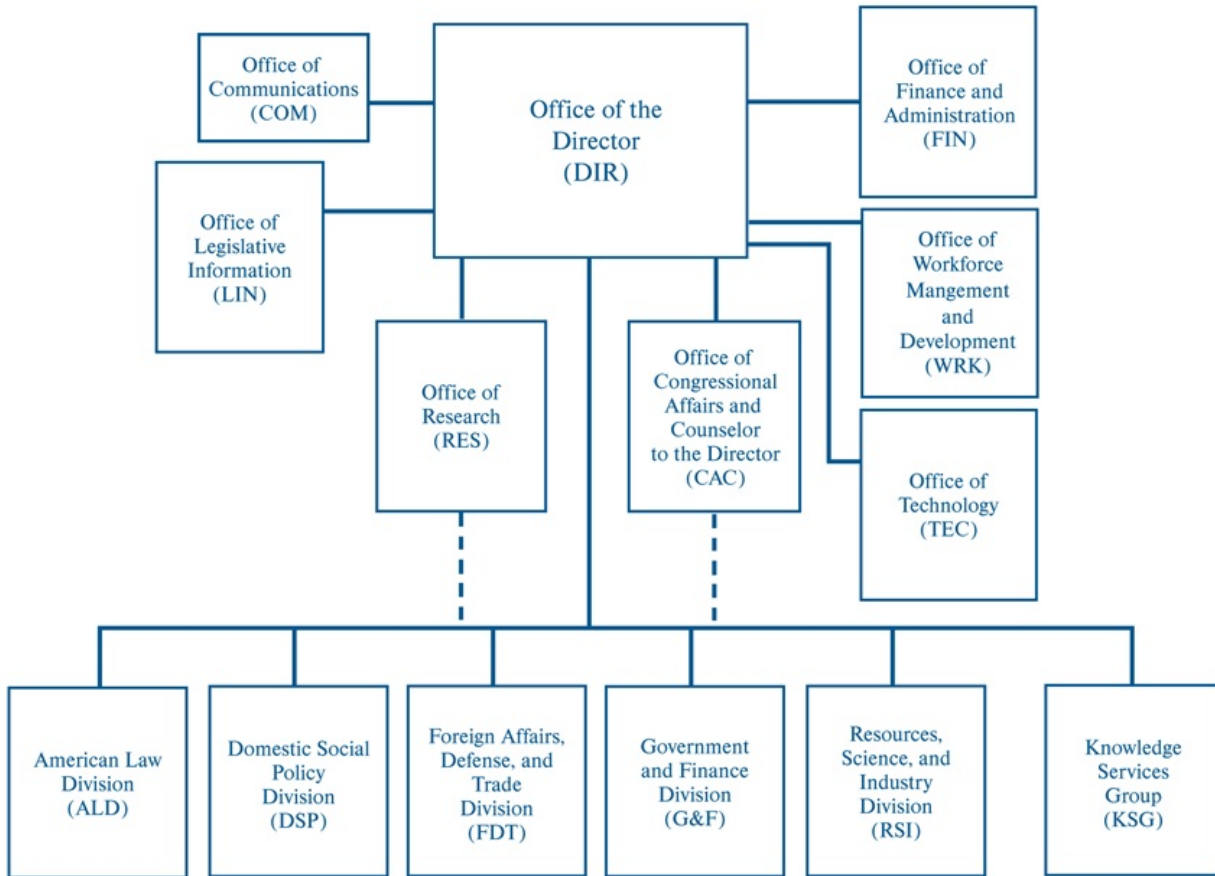 Office of
Communications
(COM)
Office of the
Director
(DIR)
Office of
Finance and
Administration
(FIN)
Office of
Legislative
Information
(LIN)
Office of
Workforce
Mangement
and
Development
(WRK)
Office of
Research
(RES)
Office of
Congressional
Affairs and
Counselor
to the Director
(CAC)
Office of
Technology
(TEC)
American Law
Division
(ALD)
Domestic Social
Policy
Division
(DSP)
Foreign Affairs,
Defense, and
Trade
Division
(FDT)
Government
and Finance
Division
(G&F)
Resources,
Science, and
Industry
Division
(RSI)
Knowledge
Services
Group
(KSG)